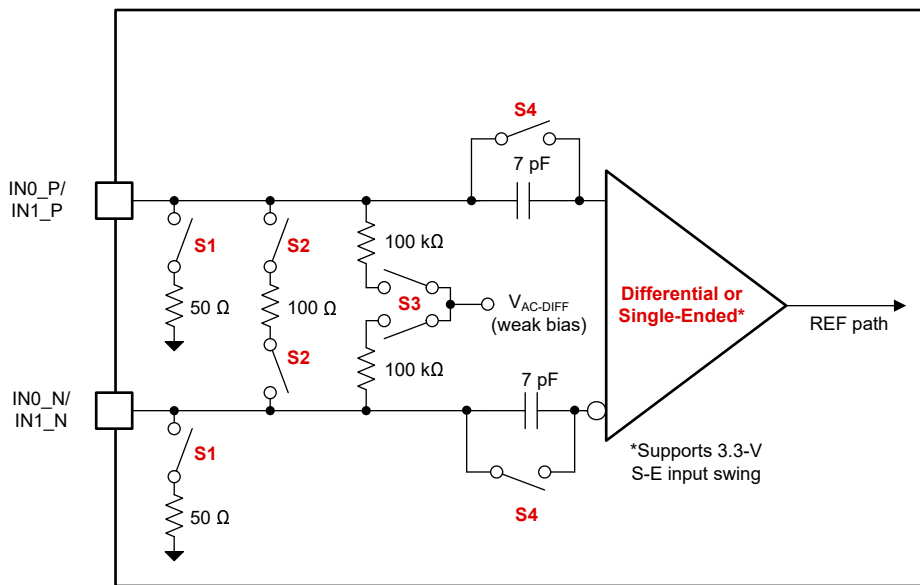 S4
7 pF
IN0_P/
IN1_P
S1
S2
100 kΩ
50 Ω
100 Ω
S3
V_AC-DIFF
(weak bias)
Differential or
Single-Ended*
REF path
S2
100 kΩ
7 pF
IN0_N/
IN1_N
S1
50 Ω
S4
*Supports 3.3-V
S-E input swing